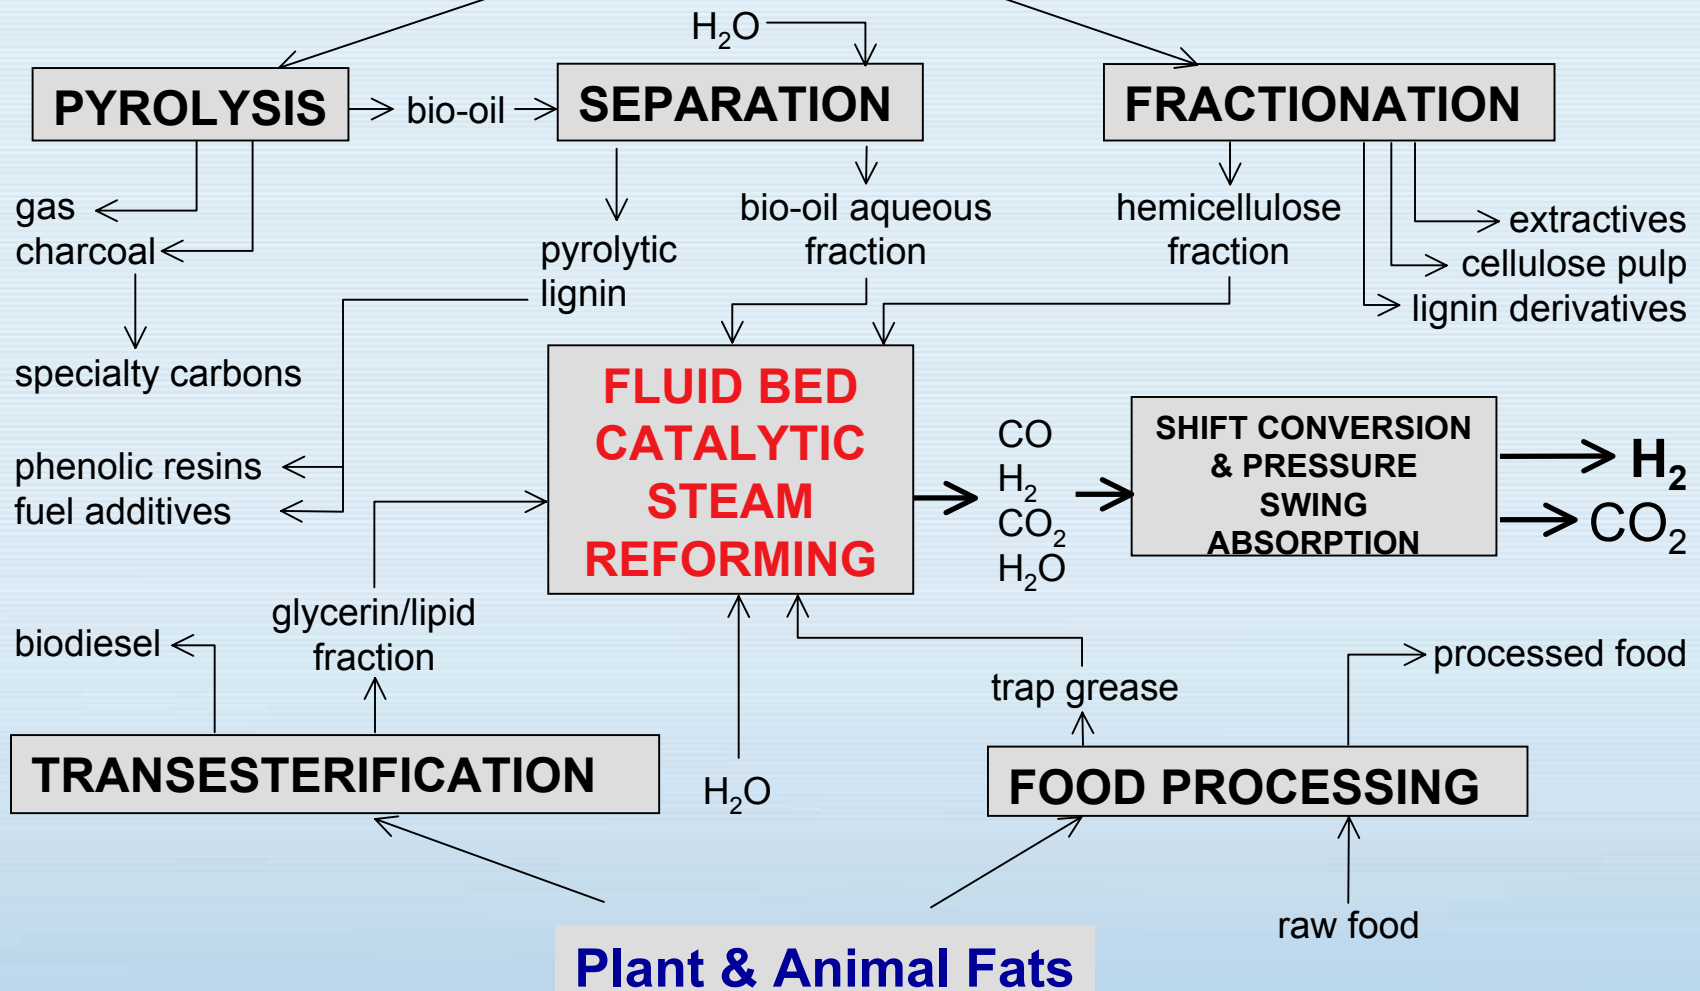 H₂O
PYROLYSIS
bio-oil
SEPARATION
FRACTIONATION
gas
charcoal
pyrolytic
lignin
bio-oil aqueous
fraction
hemicellulose
fraction
extractives
cellulose pulp
lignin derivatives
specialty carbons
phenolic resins
fuel additives
FLUID BED
CATALYTIC
STEAM
REFORMING
CO
H₂
CO₂
H₂O
SHIFT CONVERSION
& PRESSURE
SWING
ABSORPTION
H₂
CO₂
biodiesel
glycerin/lipid
fraction
trap grease
processed food
TRANSESTERIFICATION
H₂O
FOOD PROCESSING
raw food
Plant & Animal Fats